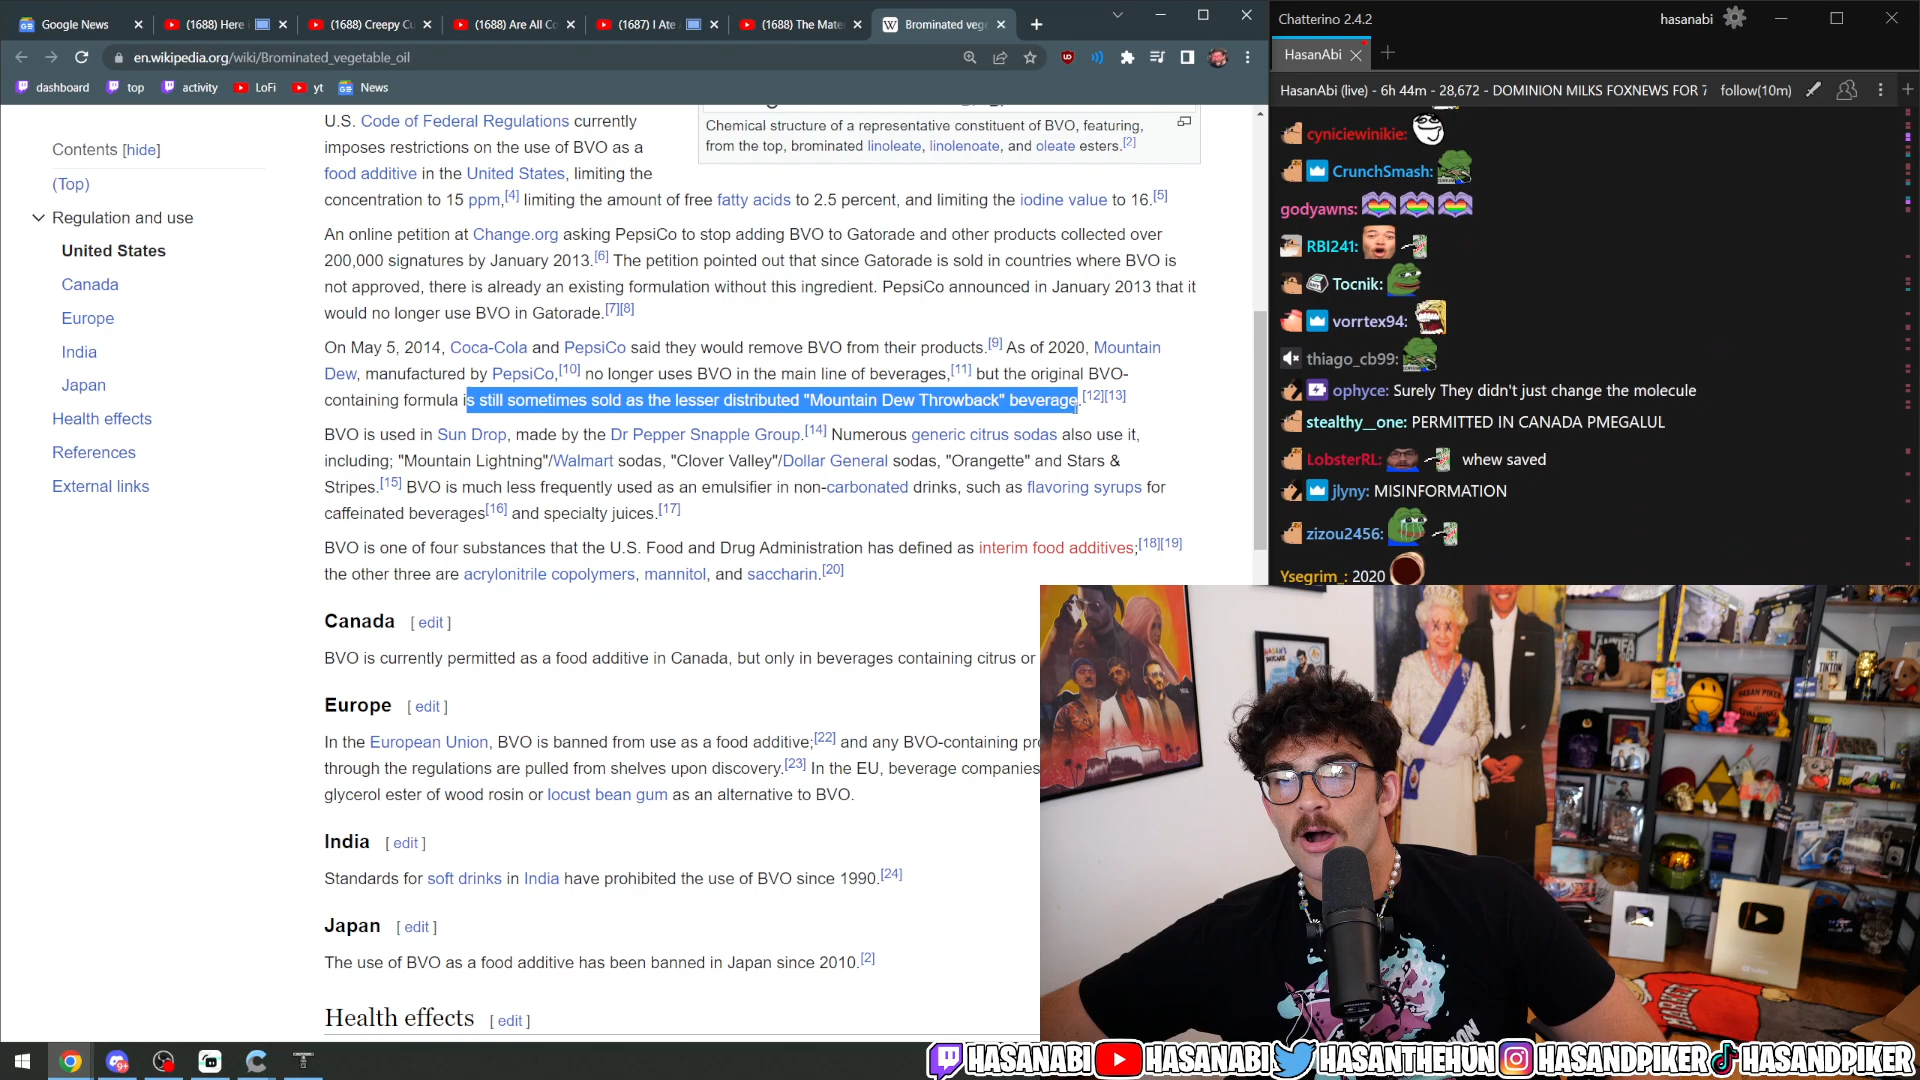 Google News
(1688) Here
(1688) Creepy Cu
(1688) Are All Co
(1687) I Ate
(1688) The Mate
Brominated vege
en.wikipedia.org/wiki/Brominated_vegetable_oil
dashboard
top
activity
LoFi
yt
News
Contents [hide]
(Top)
Regulation and use
United States
Canada
Europe
India
Japan
Health effects
References
External links
U.S. Code of Federal Regulations currently
imposes restrictions on the use of BVO as a
food additive in the United States, limiting the
concentration to 15 ppm,[4] limiting the amount of free fatty acids to 2.5 percent, and limiting the iodine value to 16.[5]
Chemical structure of a representative constituent of BVO, featuring,
from the top, brominated linoleate, linolenoate, and oleate esters.[2]
An online petition at Change.org asking PepsiCo to stop adding BVO to Gatorade and other products collected over
200,000 signatures by January 2013.[6] The petition pointed out that since Gatorade is sold in countries where BVO is
not approved, there is already an existing formulation without this ingredient. PepsiCo announced in January 2013 that it
would no longer use BVO in Gatorade.[7][8]
On May 5, 2014, Coca-Cola and PepsiCo said they would remove BVO from their products.[9] As of 2020, Mountain
Dew, manufactured by PepsiCo,[10] no longer uses BVO in the main line of beverages,[11] but the original BVO-
containing formula is still sometimes sold as the lesser distributed "Mountain Dew Throwback" beverage.[12][13]
BVO is used in Sun Drop, made by the Dr Pepper Snapple Group.[14] Numerous generic citrus sodas also use it,
including; "Mountain Lightning"/Walmart sodas, "Clover Valley"/Dollar General sodas, "Orangette" and Stars &
Stripes.[15] BVO is much less frequently used as an emulsifier in non-carbonated drinks, such as flavoring syrups for
caffeinated beverages[16] and specialty juices.[17]
BVO is one of four substances that the U.S. Food and Drug Administration has defined as interim food additives;[18][19]
the other three are acrylonitrile copolymers, mannitol, and saccharin.[20]
Canada [ edit ]
BVO is currently permitted as a food additive in Canada, but only in beverages containing citrus or
Europe [ edit ]
In the European Union, BVO is banned from use as a food additive;[22] and any BVO-containing pro
through the regulations are pulled from shelves upon discovery.[23] In the EU, beverage companies
glycerol ester of wood rosin or locust bean gum as an alternative to BVO.
India [ edit ]
Standards for soft drinks in India have prohibited the use of BVO since 1990.[24]
Japan [ edit ]
The use of BVO as a food additive has been banned in Japan since 2010.[2]
Health effects [ edit ]
Chatterino 2.4.2
hasanabi
HasanAbi
HasanAbi (live) - 6h 44m - 28,672 - DOMINION MILKS FOXNEWS FOR 7
follow(10m)
cyniciewinikie:
CrunchSmash:
godyawns:
RBI241:
Tocnik:
vorrtex94:
thiago_cb99:
ophyce: Surely They didn't just change the molecule
stealthy__one: PERMITTED IN CANADA PMEGALUL
LobsterRL: whew saved
jlyny: MISINFORMATION
zizou2456:
Ysegrim_: 2020
HASANABI
HASANABI
HASANTHEHUN
HASANDPIKER
HASANDPIKER